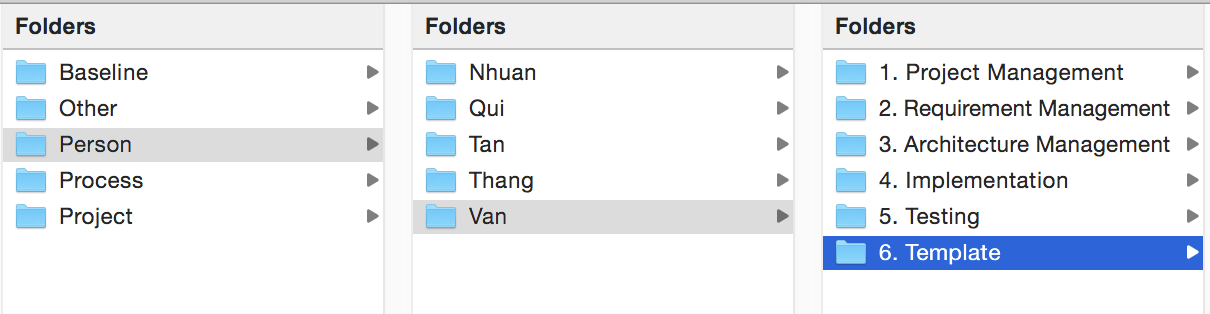 Folders
Baseline
Other
Person
Process
Project
Folders
Nhuan
Qui
Tan
Thang
Van
Folders
1. Project Management
2. Requirement Management
3. Architecture Management
4. Implementation
5. Testing
6. Template